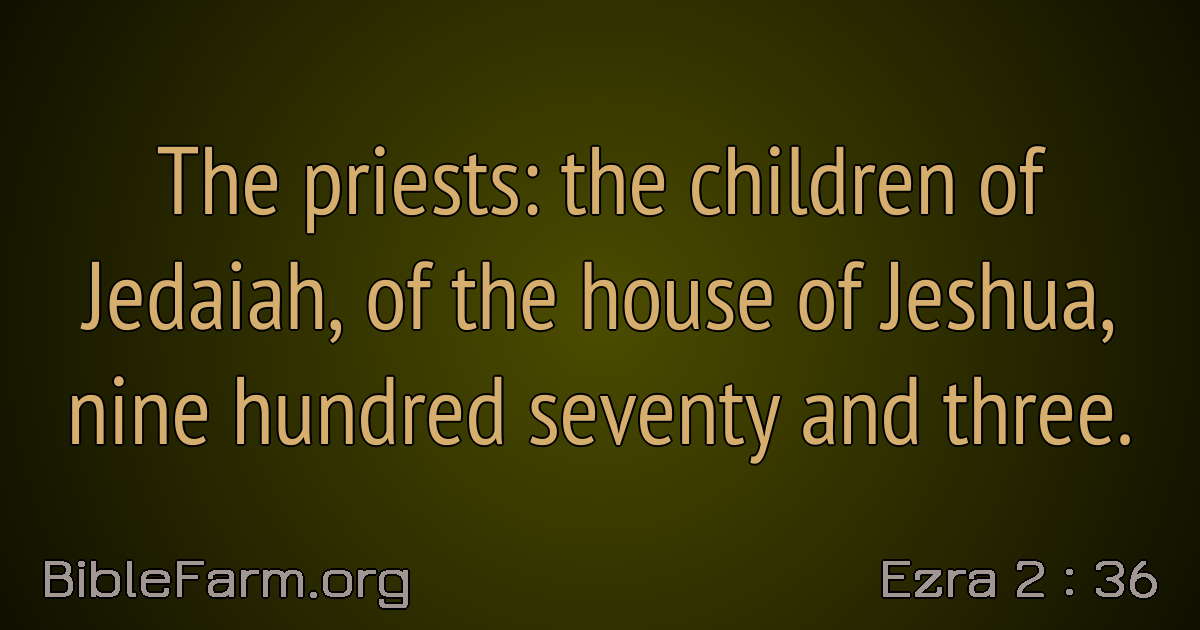 The priests: the children of
Jedaiah, of the house of Jeshua,
nine hundred seventy and three.
BibleFarm.org
Ezra 2 : 36